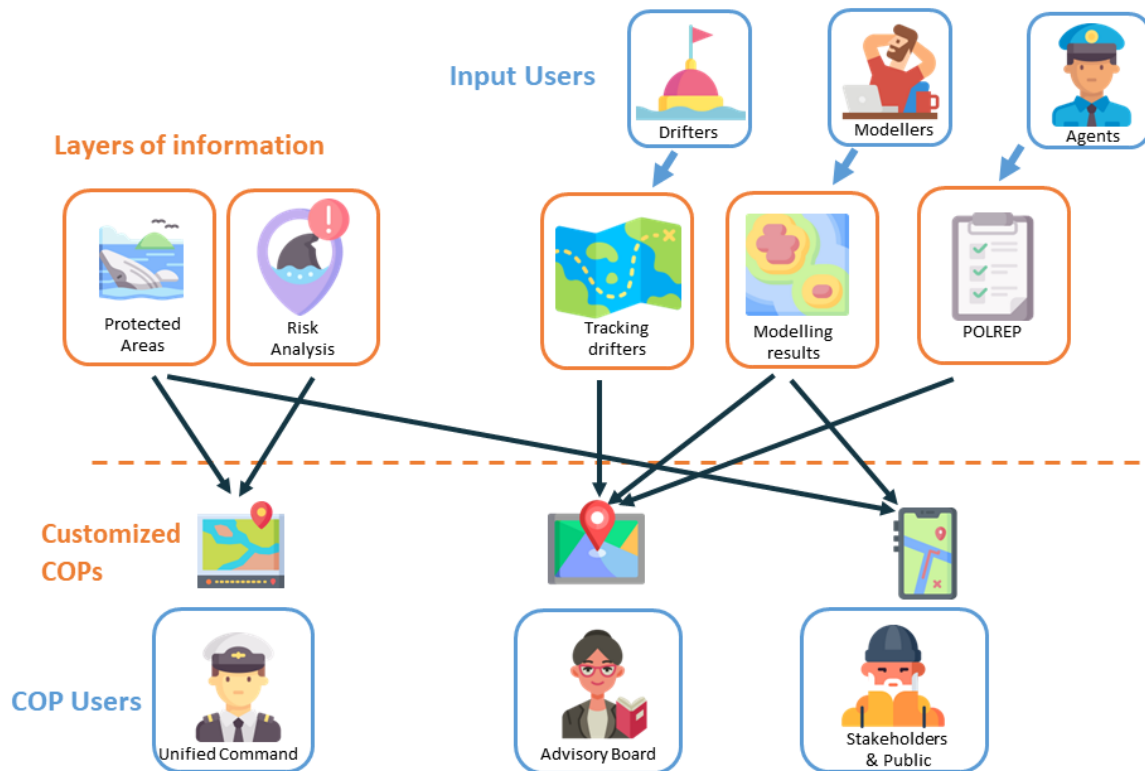 Input Users
Drifters
Modellers
Agents
Layers of information
Protected
Areas
Risk
Analysis
Tracking
drifters
Modelling
results
POLREP
Customized
COPs
COP Users
Unified Command
Advisory Board
Stakeholders
& Public